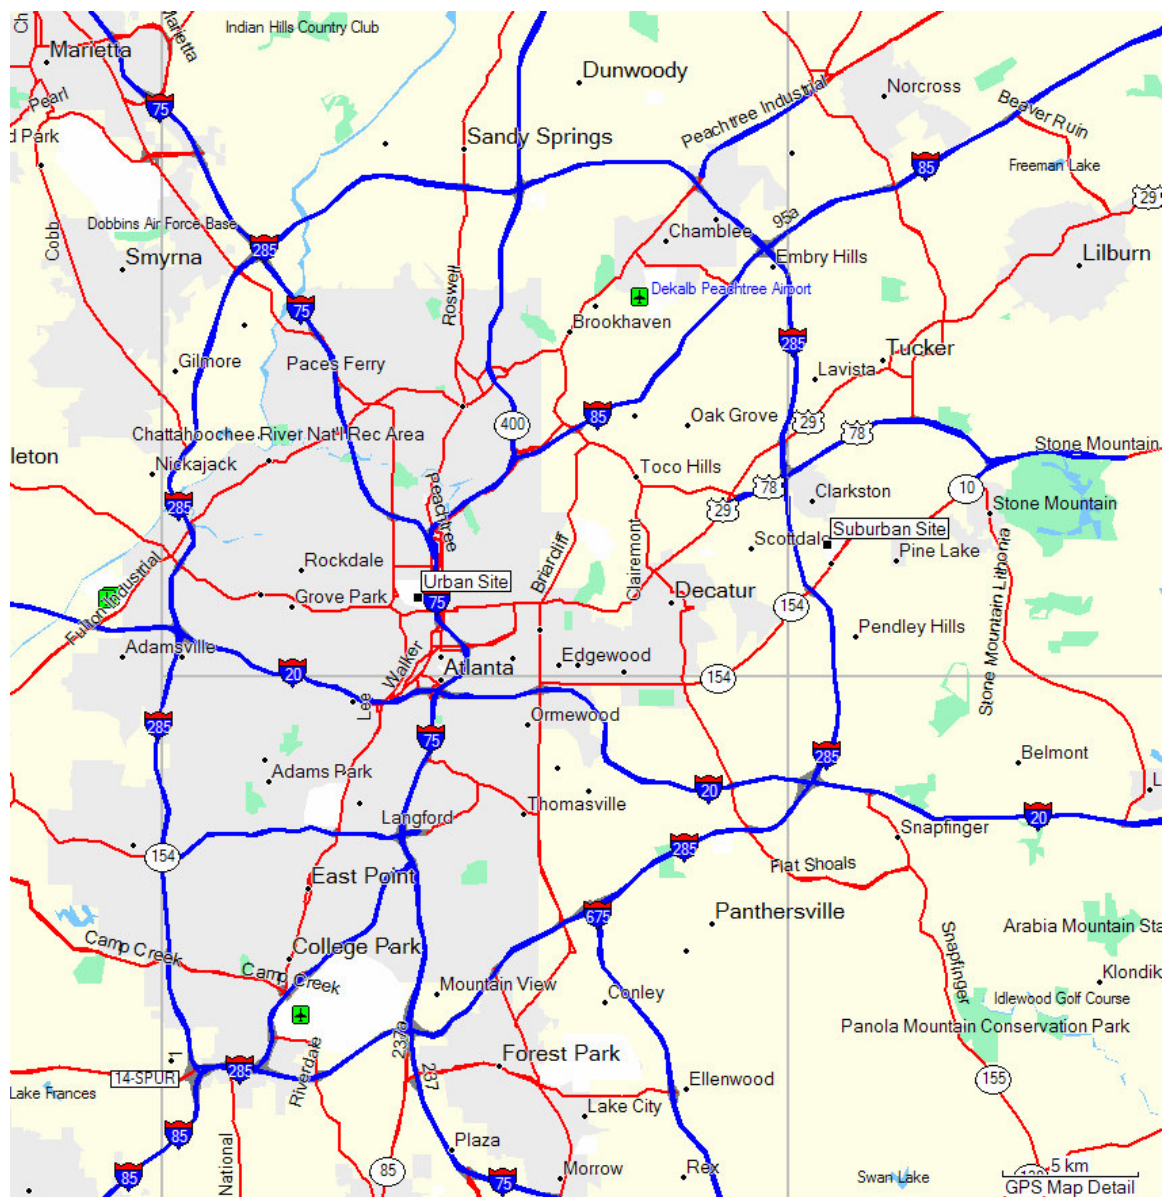 Ch
Marietta
Marietta
Indian Hills Country Club
Dunwoody
Norcross
Pearl
75
Peachtree Industrial
Beaver Ruin
d Park
Sandy Springs
85
Freeman Lake
29
Dobbins Air Force Base
95a
Cobb
Smyrna
285
Chamblee
Embry Hills
Lilburn
Roswell
75
Dekalb Peachtree Airport
Brookhaven
285
Tucker
Gilmore
Paces Ferry
Lavista
400
85
Oak Grove
29
78
Chattahoochee River Nat'l Rec Area
Stone Mountain
leton
Nickajack
Toco Hills
78
10
285
Peachtree
29
Clarkston
Stone Mountain
Suburban Site
Scottdale
Pine Lake
Rockdale
Briarcliff
Clairemont
Fulton Industrial
Urban Site
Grove Park
75
Decatur
154
Stone Mountain Lithonia
Pendley Hills
Adamsville
Walker
Atlanta
Edgewood
20
154
Lee
285
75
Ormewood
285
Belmont
Adams Park
20
L
Thomasville
20
Langford
Snapfinger
154
285
Flat Shoals
East Point
675
Panthersville
Arabia Mountain Sta
Camp Creek
College Park
Snapfinger
Camp Creek
Mountain View
Conley
Klondik
Idlewood Golf Course
237a
Panola Mountain Conservation Park
1
Riverdale
Forest Park
14-SPUR
285
237
Ellenwood
155
Lake Frances
Lake City
85
Plaza
National
85
85
75
Morrow
Rex
Swan Lake
5 km
GPS Map Detail